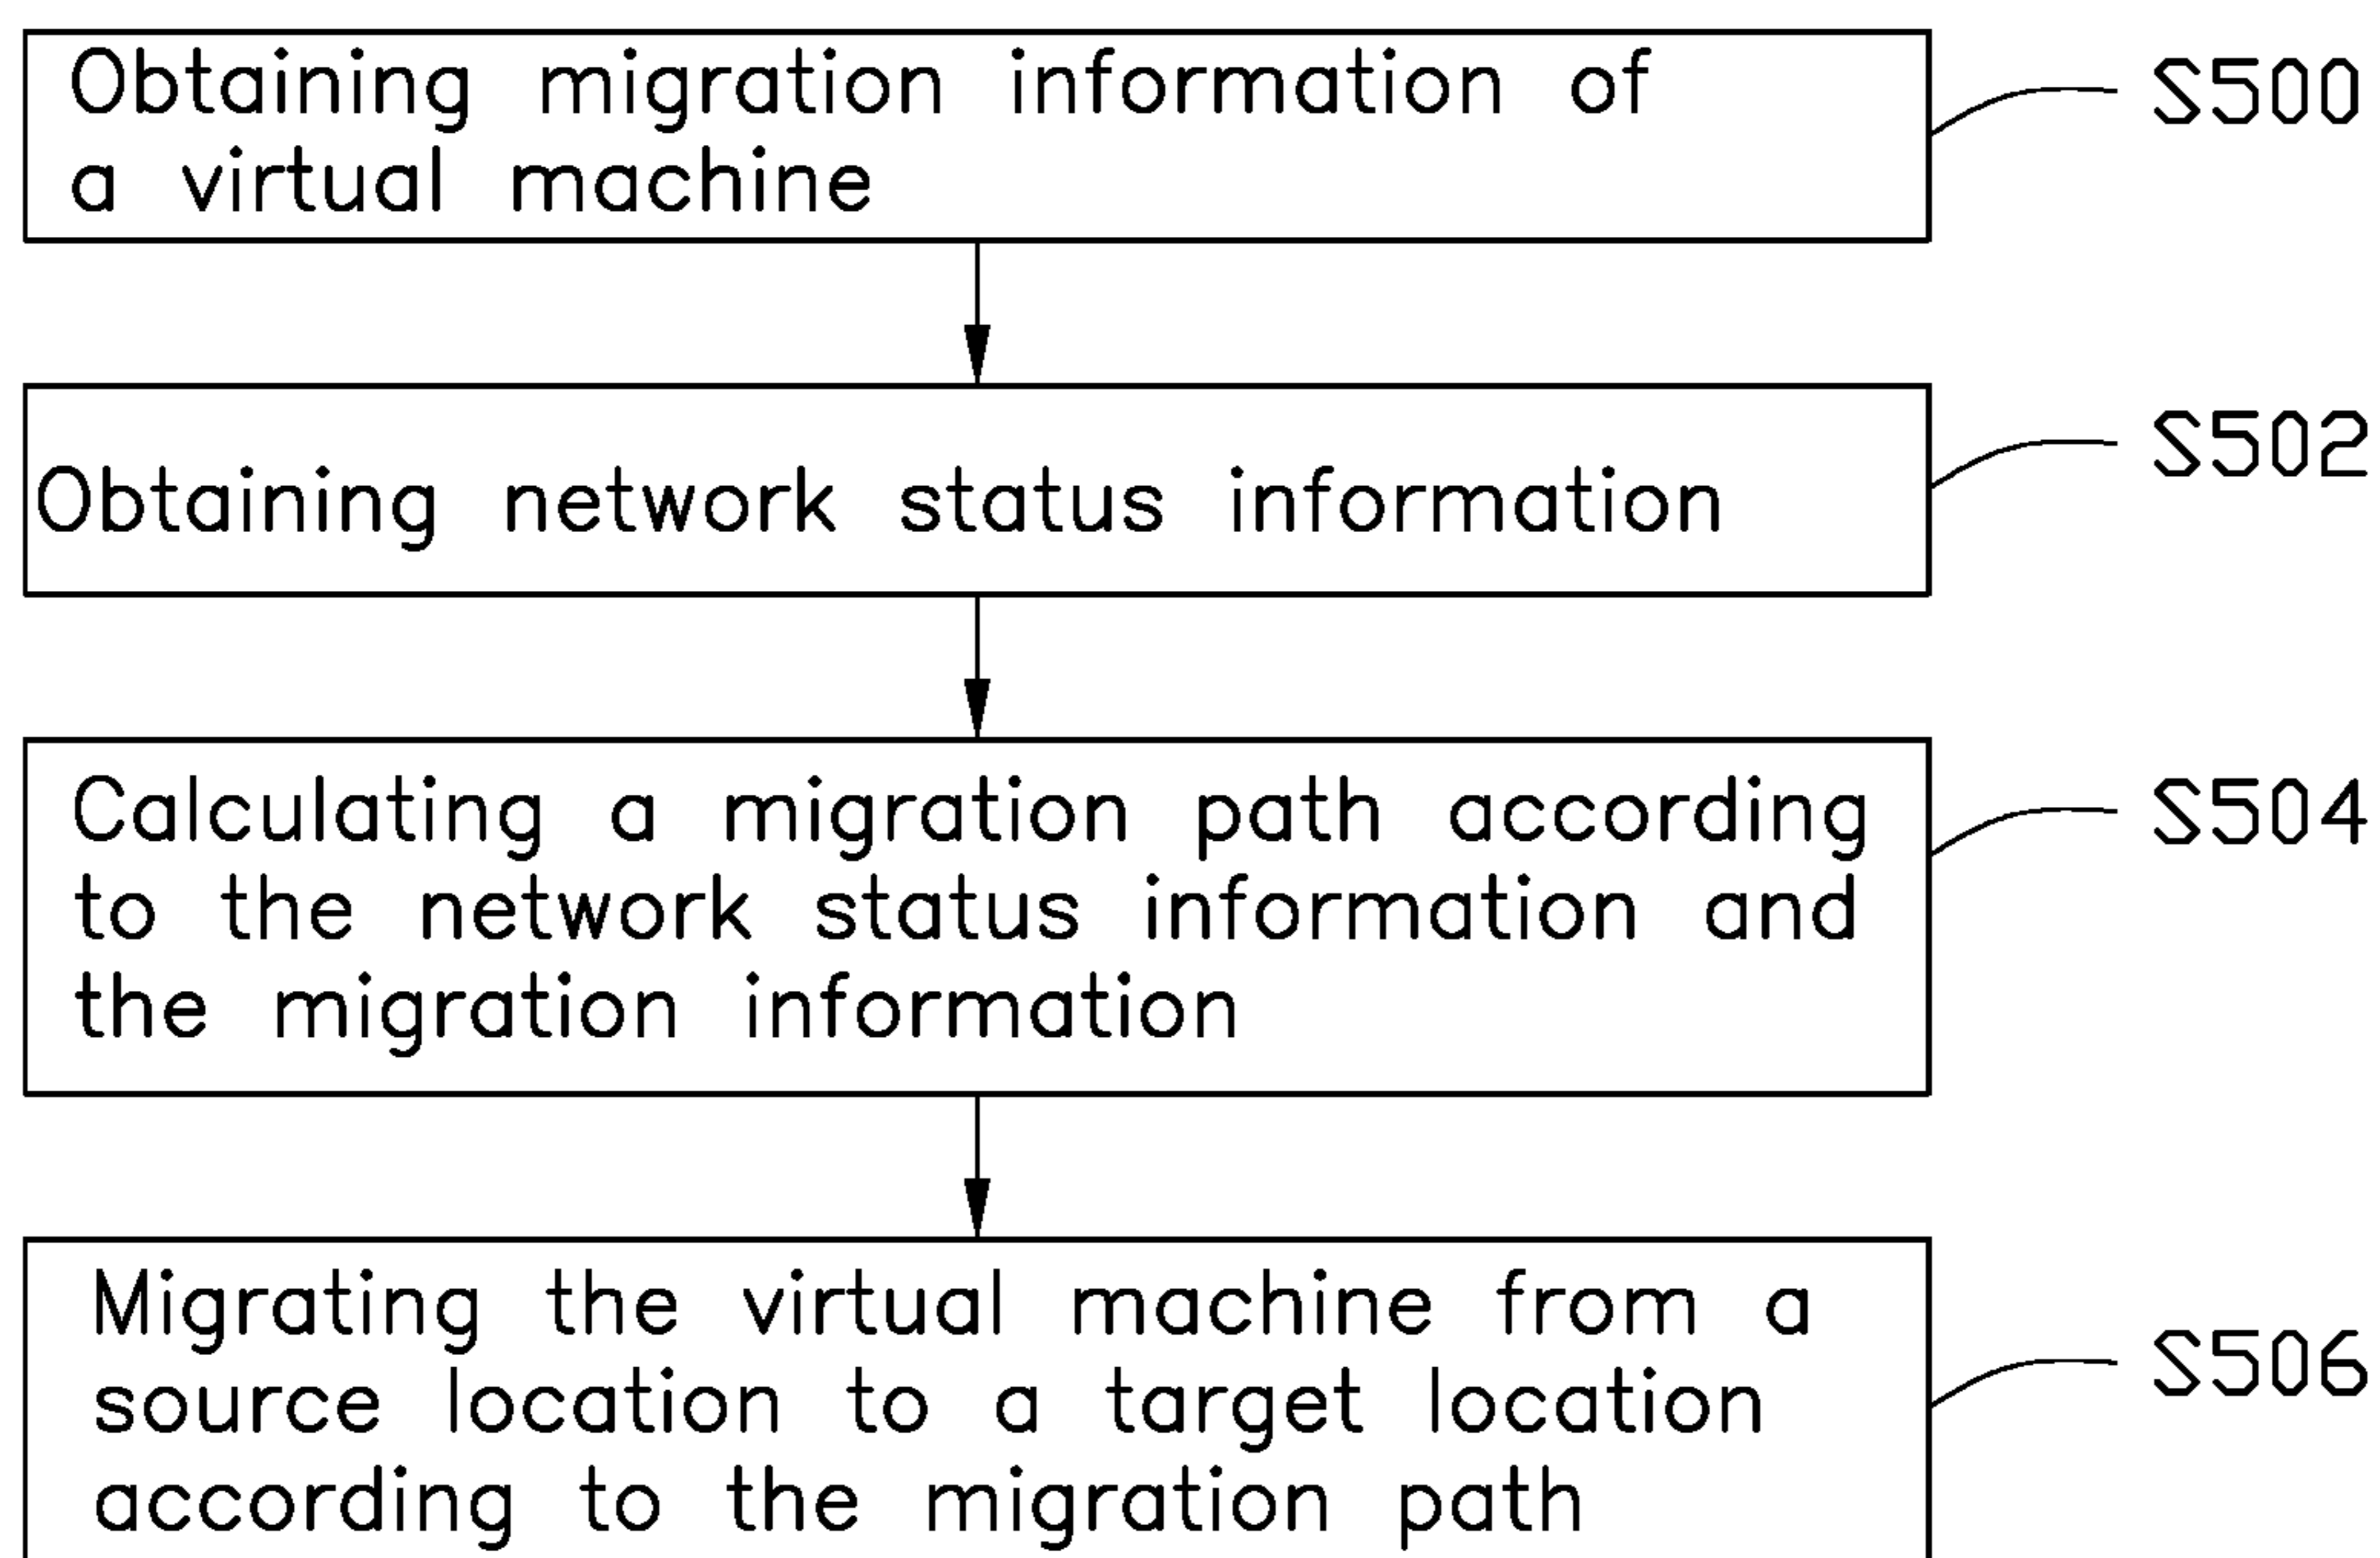 Obtaining migration information of
a virtual machine
S500
Obtaining network status information
S502
Calculating a migration path according
to the network status information and
the migration information
S504
Migrating the virtual machine from a
source location to a target location
according to the migration path
S506